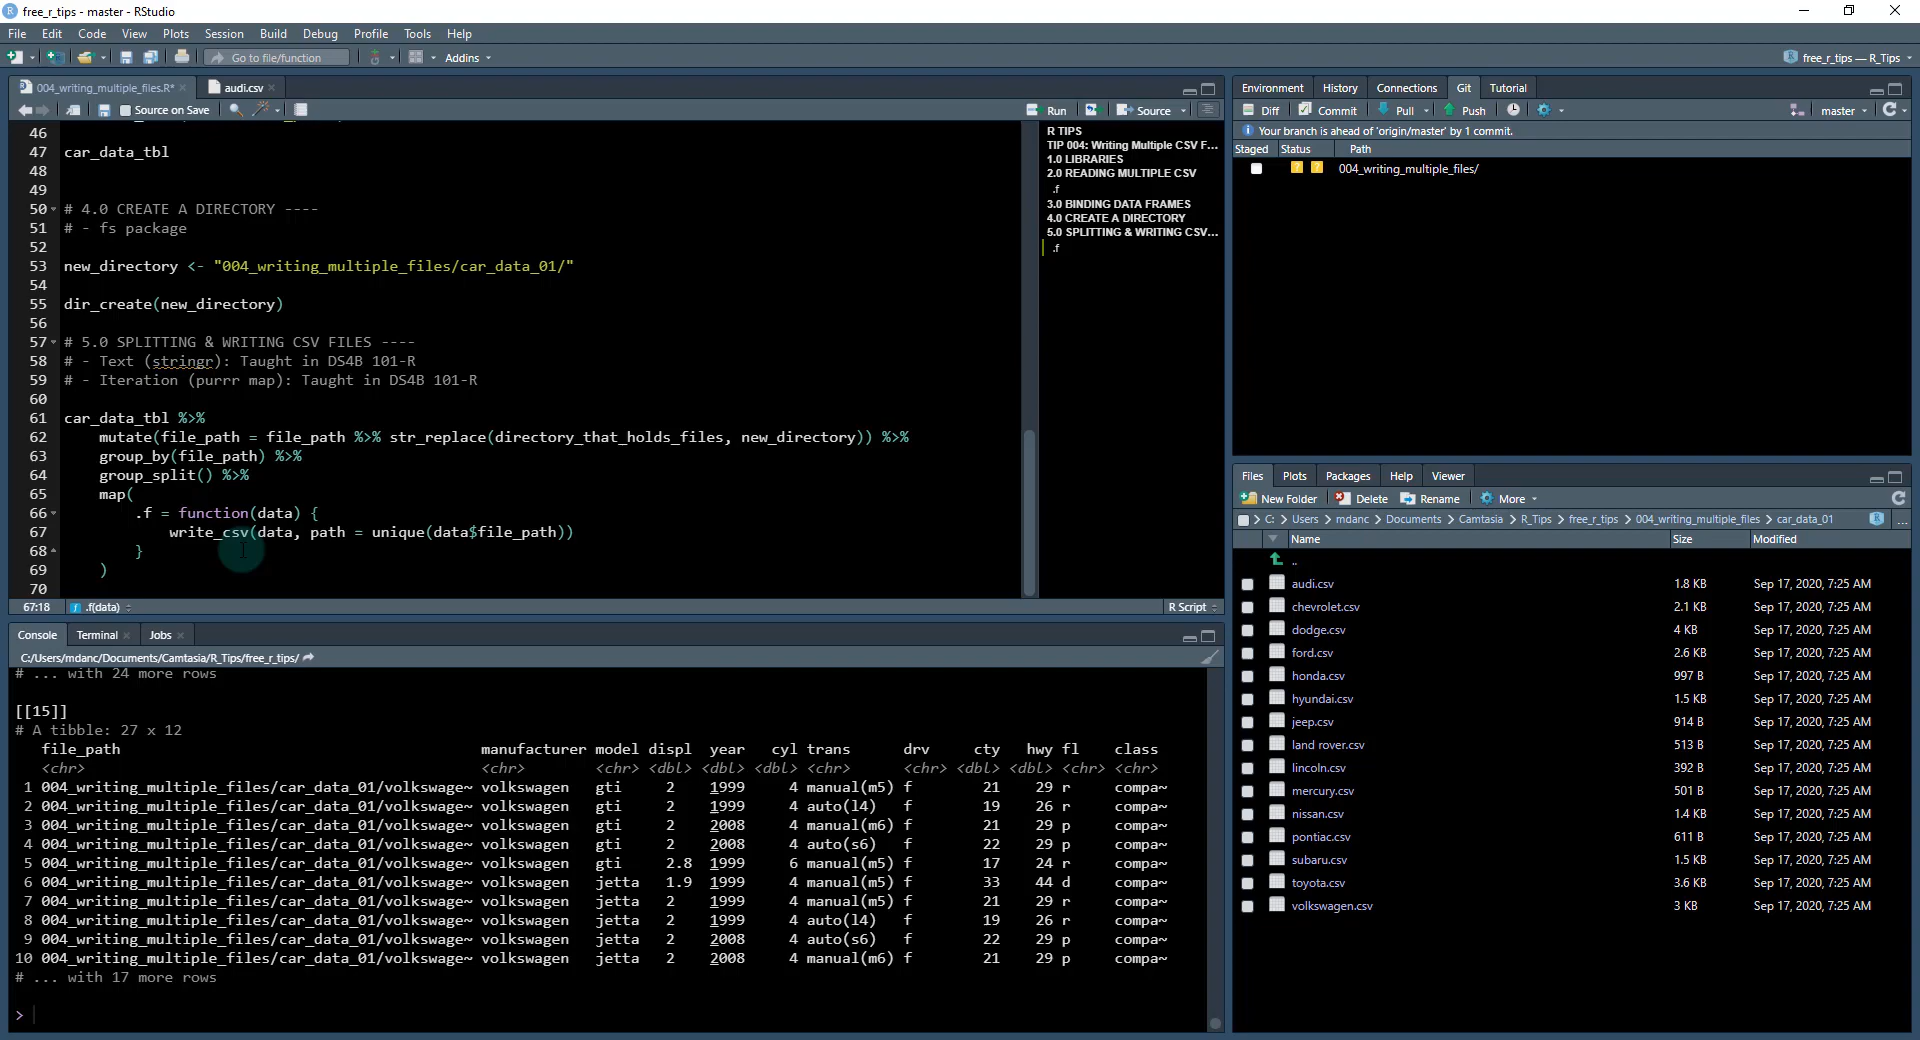 free_r_tips - master - RStudio
File Edit Code View Plots Session Build Debug Profile Tools Help
Go to file/function Addins free_r_tips — R_Tips
004_writing_multiple_files.R* audi.csv
Source on Save Run Source
46
47 car_data_tbl
48
49
50 # 4.0 CREATE A DIRECTORY ----
51 # - fs package
52
53 new_directory <- "004_writing_multiple_files/car_data_01/"
54
55 dir_create(new_directory)
56
57 # 5.0 SPLITTING & WRITING CSV FILES ----
58 # - Text (stringr): Taught in DS4B 101-R
59 # - Iteration (purrr map): Taught in DS4B 101-R
60
61 car_data_tbl %>%
62 mutate(file_path = file_path %>% str_replace(directory_that_holds_files, new_directory)) %>%
63 group_by(file_path) %>%
64 group_split() %>%
65 map(
66 .f = function(data) {
67 write_csv(data, path = unique(data$file_path))
68 }
69 )
70
67:18 .f(data) R Script
R TIPS
TIP 004: Writing Multiple CSV F...
1.0 LIBRARIES
2.0 READING MULTIPLE CSV
.f
3.0 BINDING DATA FRAMES
4.0 CREATE A DIRECTORY
5.0 SPLITTING & WRITING CSV...
.f
Console Terminal Jobs
C:/Users/mdanc/Documents/Camtasia/R_Tips/free_r_tips/
# ... with 24 more rows
[[15]]
# A tibble: 27 x 12
file_path manufacturer model displ year cyl trans drv cty hwy fl class
<chr> <chr> <chr> <dbl> <dbl> <dbl> <chr> <chr> <dbl> <dbl> <chr> <chr>
1 004_writing_multiple_files/car_data_01/volkswage~ volkswagen gti 2 1999 4 manual(m5) f 21 29 r compa~
2 004_writing_multiple_files/car_data_01/volkswage~ volkswagen gti 2 1999 4 auto(l4) f 19 26 r compa~
3 004_writing_multiple_files/car_data_01/volkswage~ volkswagen gti 2 2008 4 manual(m6) f 21 29 p compa~
4 004_writing_multiple_files/car_data_01/volkswage~ volkswagen gti 2 2008 4 auto(s6) f 22 29 p compa~
5 004_writing_multiple_files/car_data_01/volkswage~ volkswagen gti 2.8 1999 6 manual(m5) f 17 24 r compa~
6 004_writing_multiple_files/car_data_01/volkswage~ volkswagen jetta 1.9 1999 4 manual(m5) f 33 44 d compa~
7 004_writing_multiple_files/car_data_01/volkswage~ volkswagen jetta 2 1999 4 manual(m5) f 21 29 r compa~
8 004_writing_multiple_files/car_data_01/volkswage~ volkswagen jetta 2 1999 4 auto(l4) f 19 26 r compa~
9 004_writing_multiple_files/car_data_01/volkswage~ volkswagen jetta 2 2008 4 auto(s6) f 22 29 p compa~
10 004_writing_multiple_files/car_data_01/volkswage~ volkswagen jetta 2 2008 4 manual(m6) f 21 29 p compa~
# ... with 17 more rows
>
Environment History Connections Git Tutorial
Diff Commit Pull Push master
Your branch is ahead of 'origin/master' by 1 commit.
Staged Status Path
? ? 004_writing_multiple_files/
Files Plots Packages Help Viewer
New Folder Delete Rename More
C: > Users > mdanc > Documents > Camtasia > R_Tips > free_r_tips > 004_writing_multiple_files > car_data_01 ...
Name Size Modified
..
audi.csv 1.8 KB Sep 17, 2020, 7:25 AM
chevrolet.csv 2.1 KB Sep 17, 2020, 7:25 AM
dodge.csv 4 KB Sep 17, 2020, 7:25 AM
ford.csv 2.6 KB Sep 17, 2020, 7:25 AM
honda.csv 997 B Sep 17, 2020, 7:25 AM
hyundai.csv 1.5 KB Sep 17, 2020, 7:25 AM
jeep.csv 914 B Sep 17, 2020, 7:25 AM
land rover.csv 513 B Sep 17, 2020, 7:25 AM
lincoln.csv 392 B Sep 17, 2020, 7:25 AM
mercury.csv 501 B Sep 17, 2020, 7:25 AM
nissan.csv 1.4 KB Sep 17, 2020, 7:25 AM
pontiac.csv 611 B Sep 17, 2020, 7:25 AM
subaru.csv 1.5 KB Sep 17, 2020, 7:25 AM
toyota.csv 3.6 KB Sep 17, 2020, 7:25 AM
volkswagen.csv 3 KB Sep 17, 2020, 7:25 AM